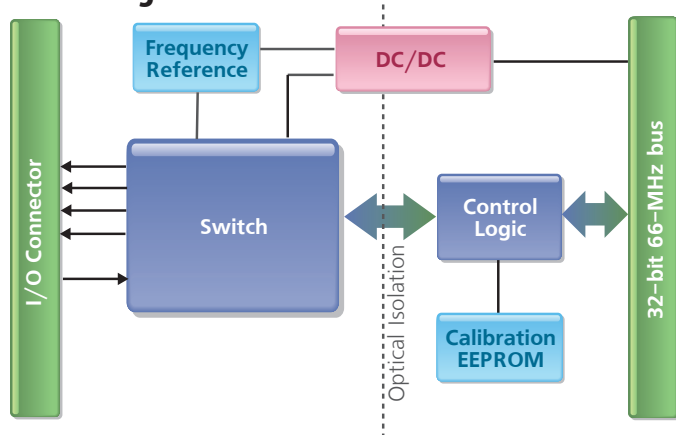 Frequency
Reference
DC/DC
I/O Connector
Switch
Optical Isolation
Control
Logic
Calibration
EEPROM
32-bit 66-MHz bus